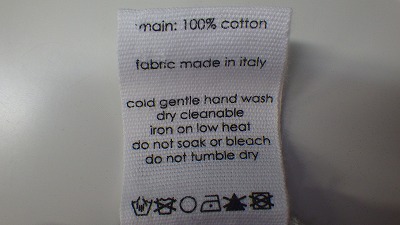 main: 100% cotton
fabric made in italy
cold gentle hand wash
dry cleanable
iron on low heat
do not soak or bleach
do not tumble dry